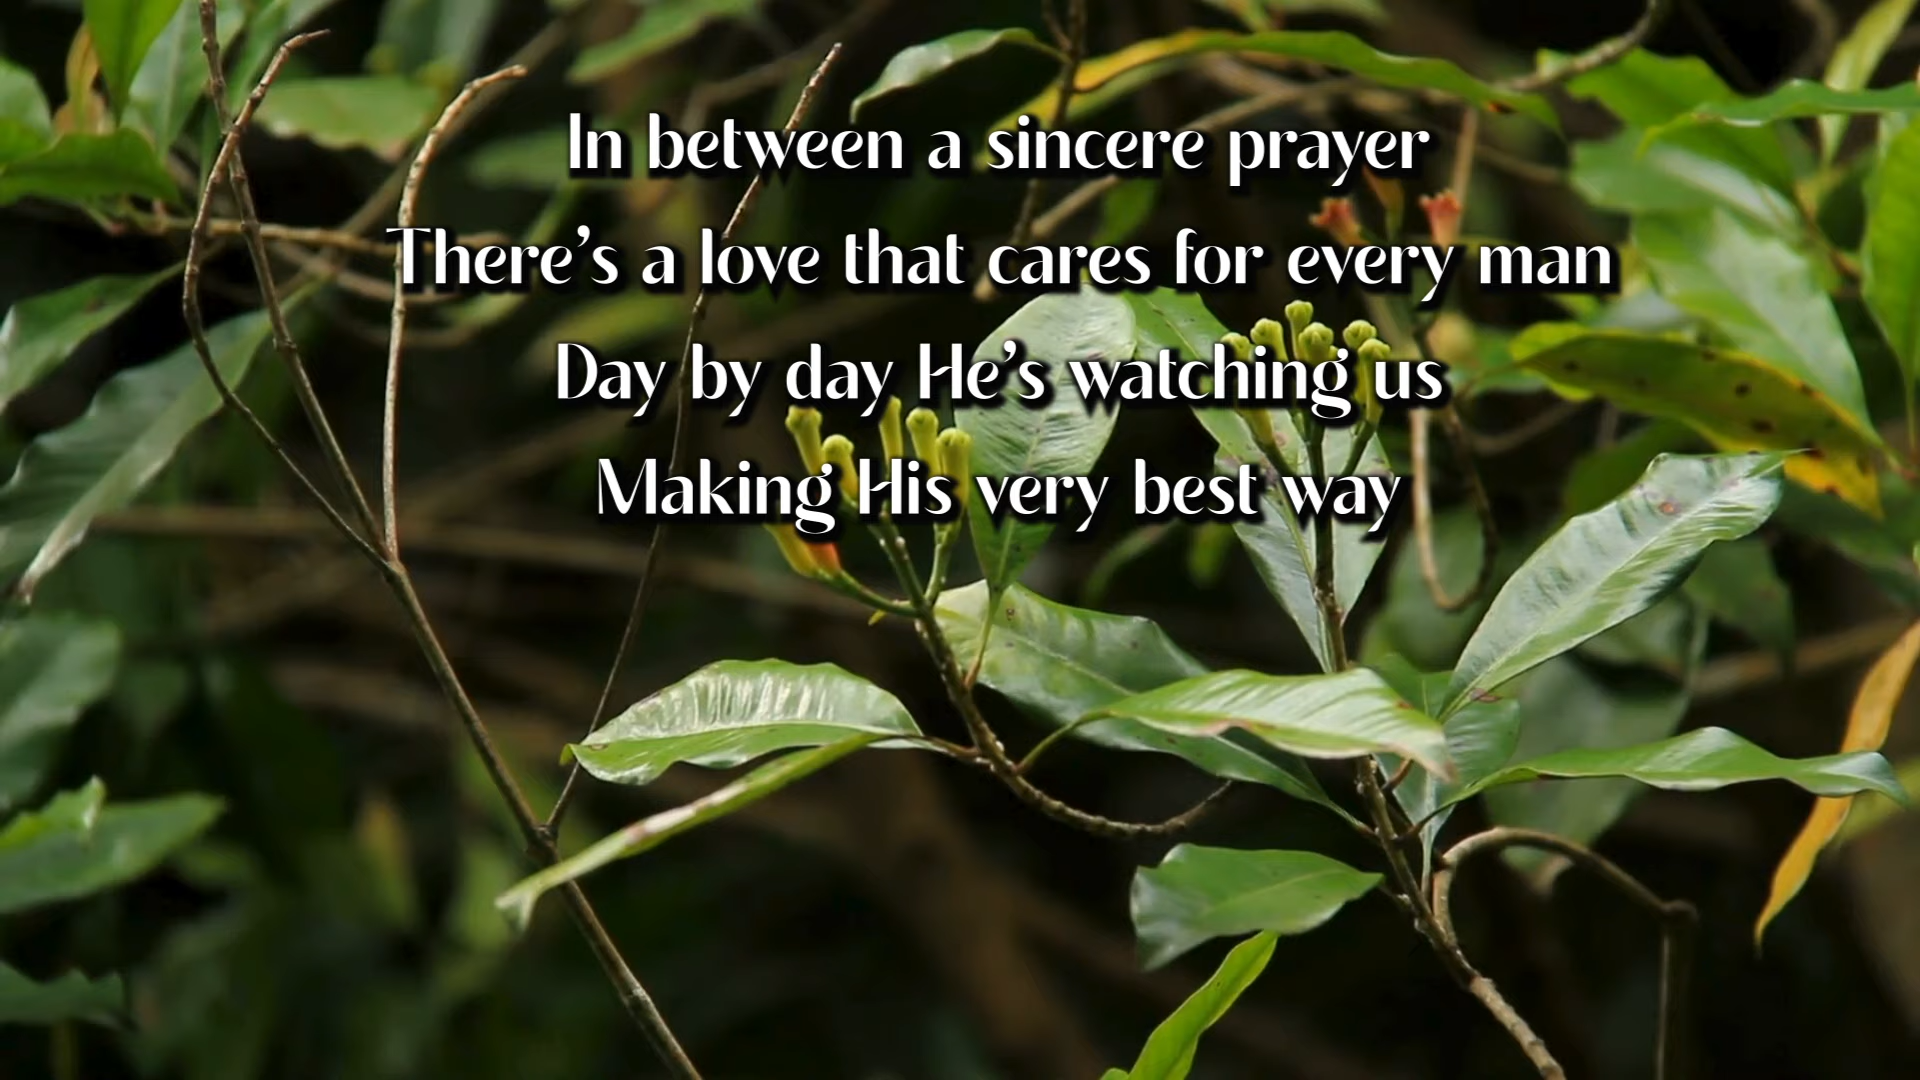 In between a sincere prayer
There's a love that cares for every man
Day by day He's watching us
Making His very best way